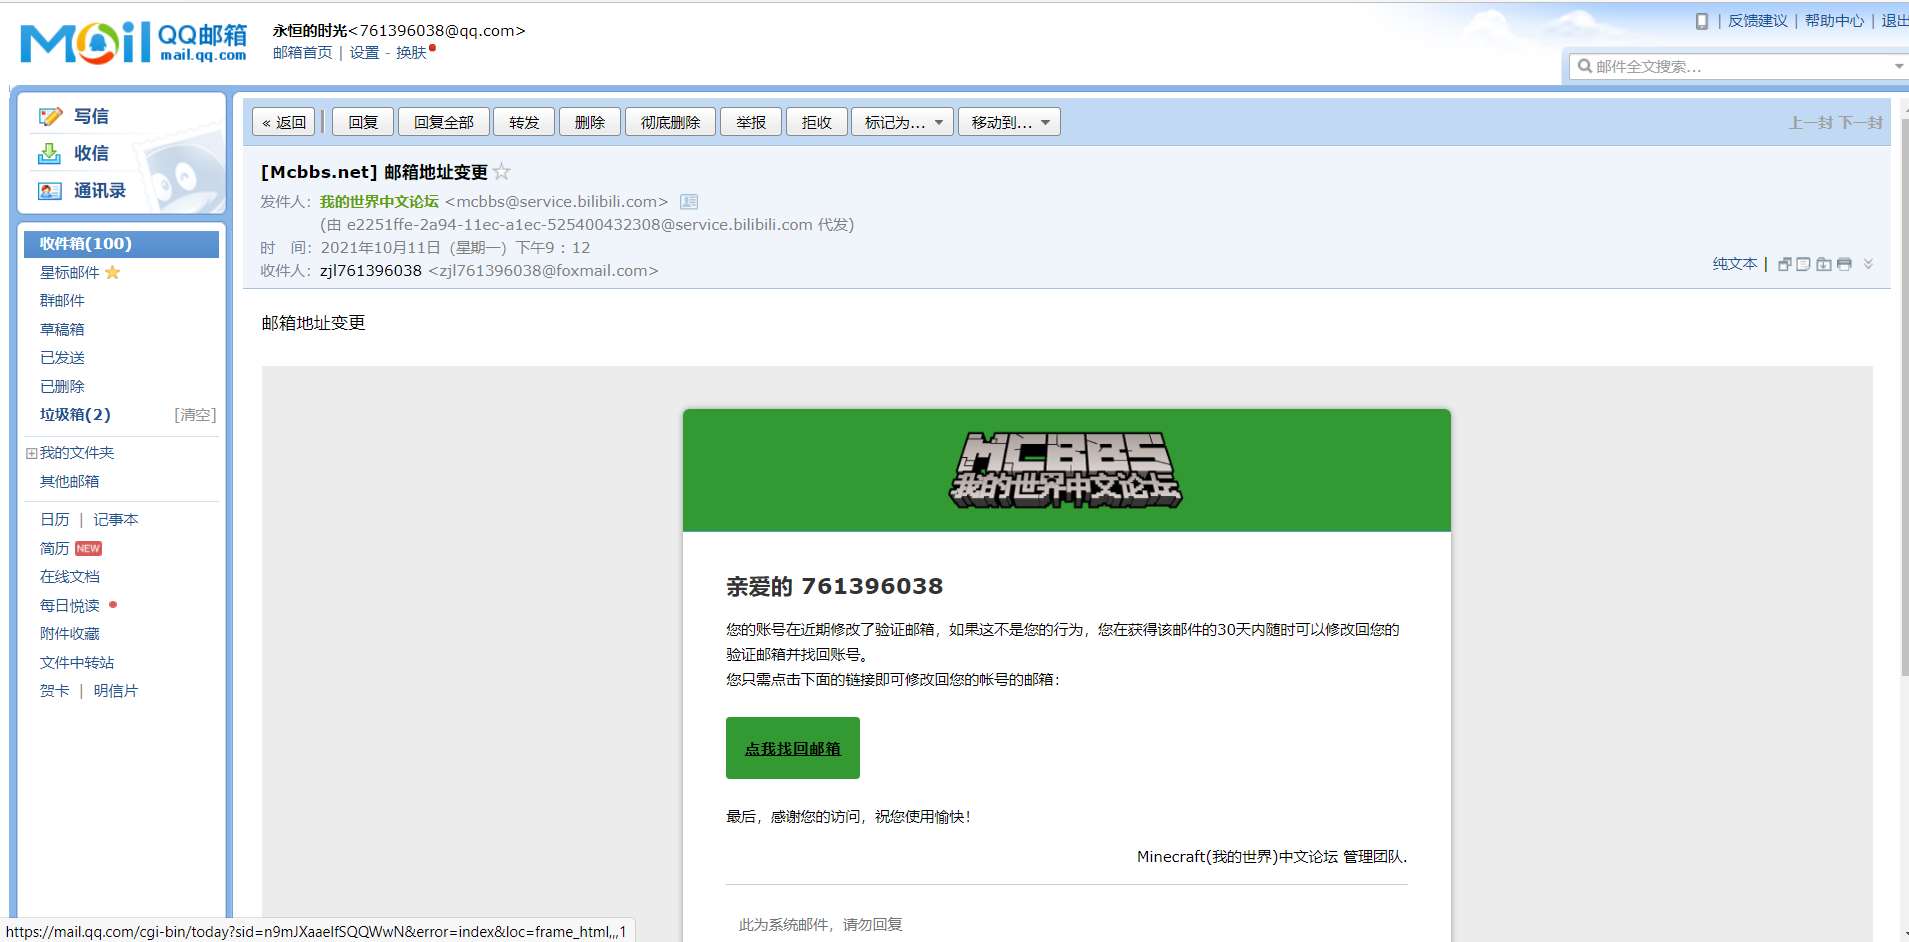 Mail QQ邮箱 mail.qq.com
永恒的时光<761396038@qq.com>
邮箱首页 | 设置 - 换肤
| 反馈建议 | 帮助中心 | 退出
邮件全文搜索...
写信
收信
通讯录
收件箱(100)
星标邮件
群邮件
草稿箱
已发送
已删除
垃圾箱(2) [清空]
我的文件夹
其他邮箱
日历 | 记事本
简历 NEW
在线文档
每日悦读
附件收藏
文件中转站
贺卡 | 明信片
« 返回 回复 回复全部 转发 删除 彻底删除 举报 拒收 标记为... 移动到... 上一封 下一封
[Mcbbs.net] 邮箱地址变更
发件人：我的世界中文论坛 <mcbbs@service.bilibili.com>
(由 e2251ffe-2a94-11ec-a1ec-525400432308@service.bilibili.com 代发)
时 间：2021年10月11日 (星期一) 下午9：12
收件人：zjl761396038 <zjl761396038@foxmail.com>
纯文本 |
邮箱地址变更
MCBBS
我的世界中文论坛
亲爱的 761396038
您的账号在近期修改了验证邮箱，如果这不是您的行为，您在获得该邮件的30天内随时可以修改回您的
验证邮箱并找回账号。
您只需点击下面的链接即可修改回您的帐号的邮箱：
点我找回邮箱
最后，感谢您的访问，祝您使用愉快！
Minecraft(我的世界)中文论坛 管理团队.
此为系统邮件，请勿回复
https://mail.qq.com/cgi-bin/today?sid=n9mJXaaelfSQQWwN&error=index&loc=frame_html,,,1